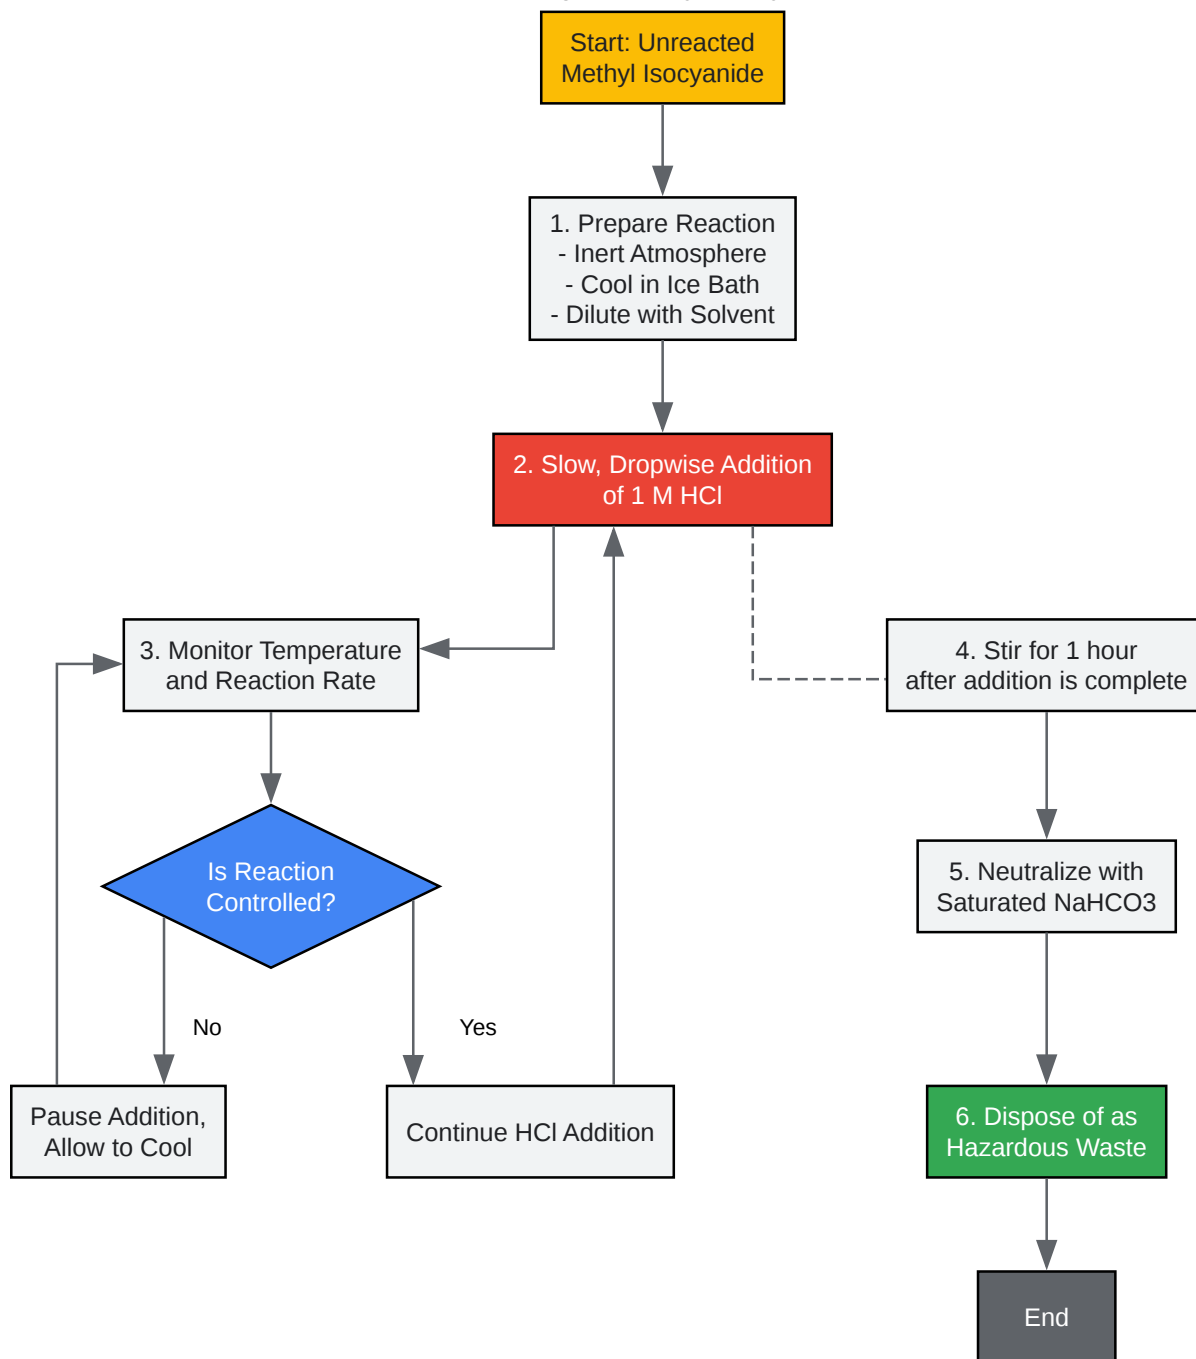 Start: Unreacted
Methyl Isocyanide
1. Prepare Reaction
- Inert Atmosphere
- Cool in Ice Bath
- Dilute with Solvent
2. Slow, Dropwise Addition
of 1 M HCl
3. Monitor Temperature
and Reaction Rate
4. Stir for 1 hour
after addition is complete
Is Reaction
Controlled?
5. Neutralize with
Saturated NaHCO3
No
Yes
Pause Addition,
Allow to Cool
Continue HCl Addition
6. Dispose of as
Hazardous Waste
End